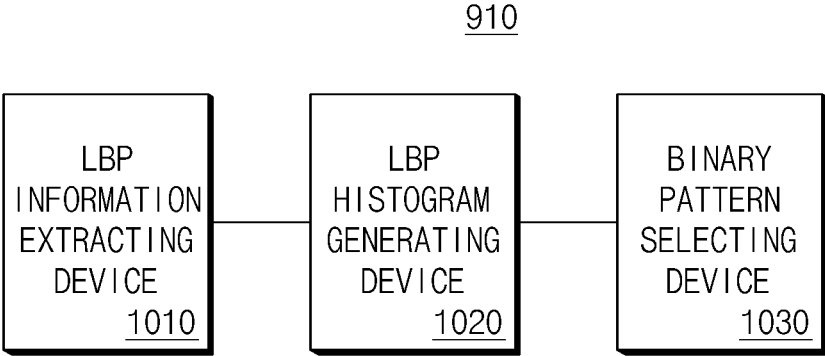 910
LBP
INFORMATION
EXTRACTING
DEVICE
1010
LBP
HISTOGRAM
GENERATING
DEVICE
1020
BINARY
PATTERN
SELECTING
DEVICE
1030